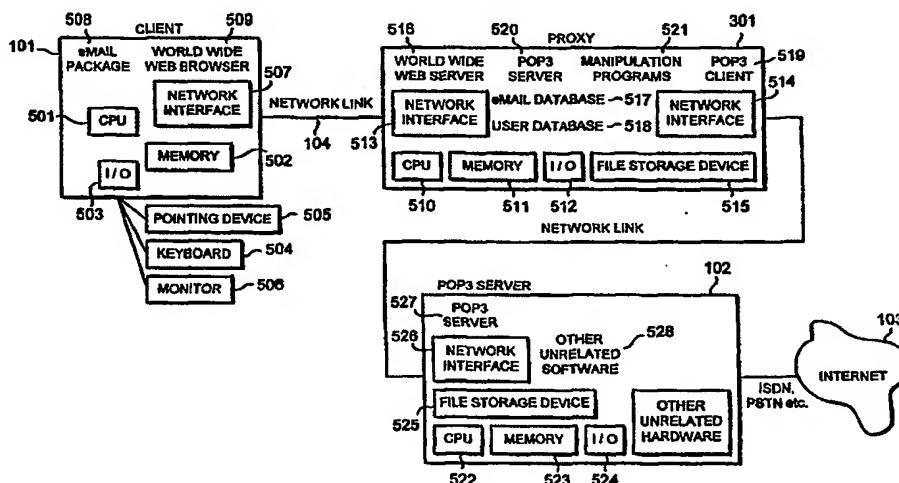 508
509
CLIENT
101
eMAIL PACKAGE
WORLD WIDE WEB BROWSER
507
NETWORK INTERFACE
501
CPU
MEMORY
502
I / O
503
POINTING DEVICE
505
KEYBOARD
504
MONITOR
506
NETWORK LINK
104
516
520
PROXY
521
301
WORLD WIDE WEB SERVER
POP3 SERVER
MANIPULATION PROGRAMS
POP3 CLIENT
519
514
NETWORK INTERFACE
513
eMAIL DATABASE
517
USER DATABASE
518
NETWORK INTERFACE
CPU
MEMORY
I / O
FILE STORAGE DEVICE
510
511
512
515
NETWORK LINK
POP3 SERVER
102
527
POP3 SERVER
526
NETWORK INTERFACE
OTHER UNRELATED SOFTWARE
528
FILE STORAGE DEVICE
525
CPU
MEMORY
I / O
OTHER UNRELATED HARDWARE
522
523
524
ISDN, PSTN etc.
103
INTERNET